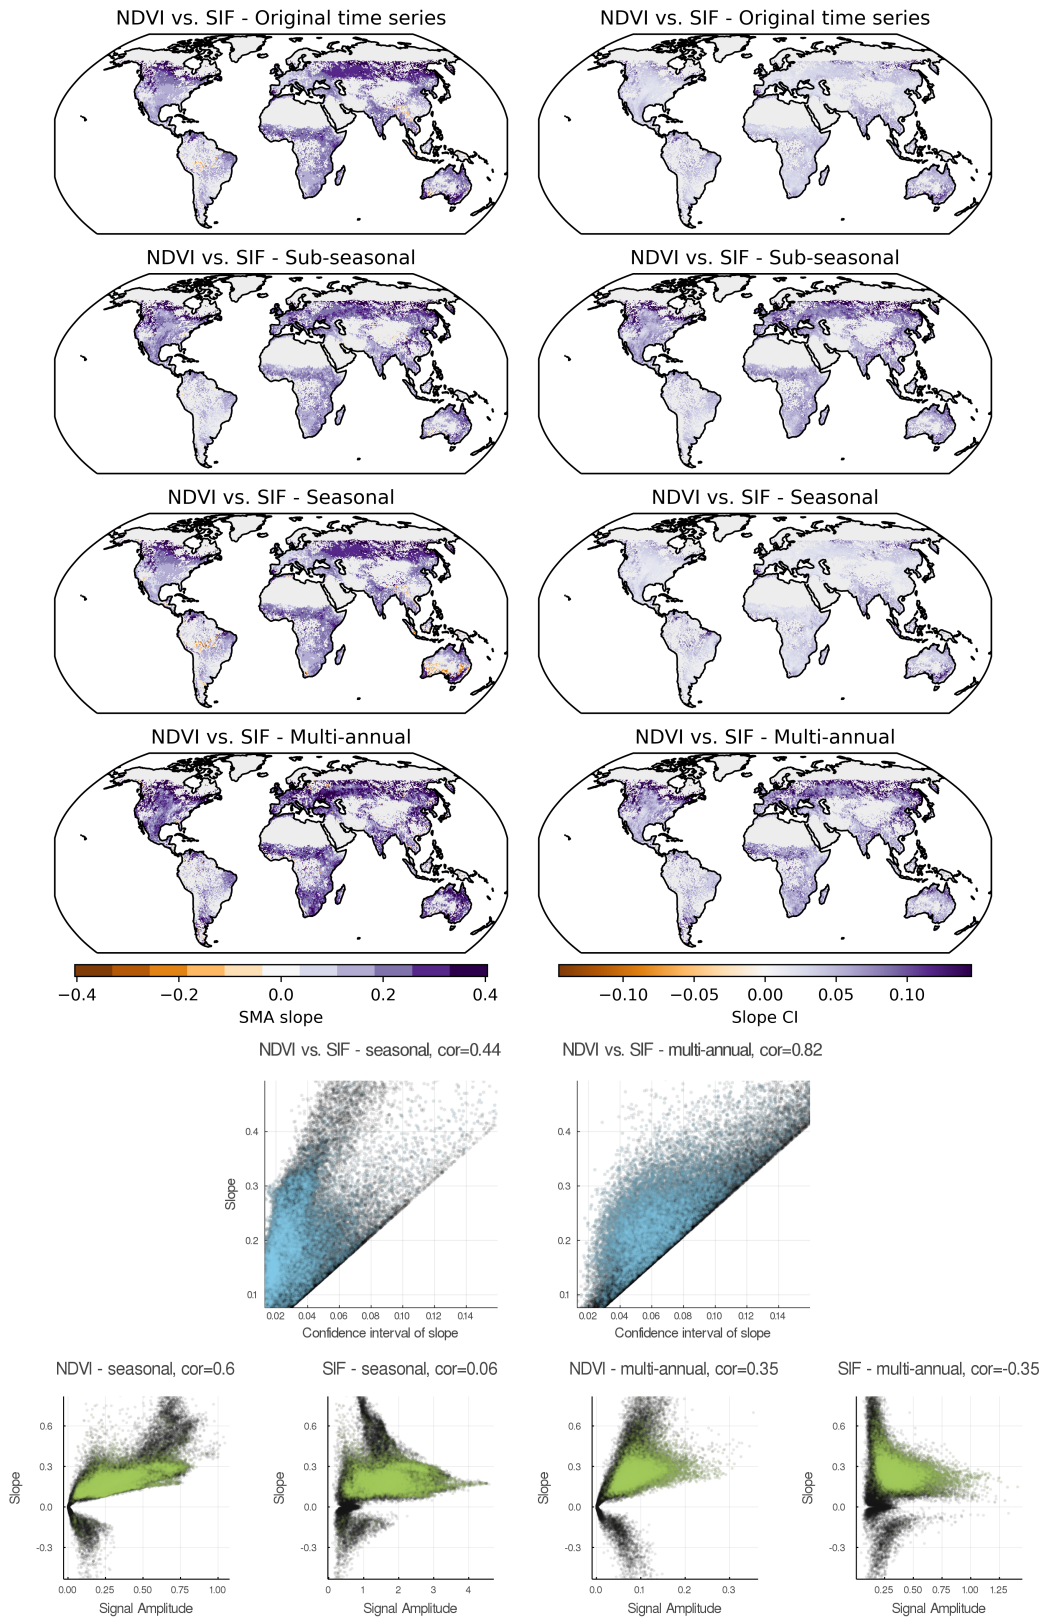 NDVI vs. SIF - Original time series
NDVI vs. SIF - Original time series
NDVI vs. SIF - Sub-seasonal
NDVI vs. SIF - Sub-seasonal
NDVI vs. SIF - Seasonal
NDVI vs. SIF - Seasonal
NDVI vs. SIF - Multi-annual
NDVI vs. SIF - Multi-annual
−0.4 −0.2 0.0 0.2 0.4
SMA slope
−0.10 −0.05 0.00 0.05 0.10
Slope CI
NDVI vs. SIF - seasonal, cor=0.44
NDVI vs. SIF - multi-annual, cor=0.82
Slope
0.4
0.3
0.2
0.1
0.02 0.04 0.06 0.08 0.10 0.12 0.14
Confidence interval of slope
0.4
0.3
0.2
0.1
0.02 0.04 0.06 0.08 0.10 0.12 0.14
Confidence interval of slope
NDVI - seasonal, cor=0.6
Slope
0.6
0.3
0.0
-0.3
0.00 0.25 0.50 0.75 1.00
Signal Amplitude
SIF - seasonal, cor=0.06
Slope
0.6
0.3
0.0
-0.3
0 1 2 3 4
Signal Amplitude
NDVI - multi-annual, cor=0.35
Slope
0.6
0.3
0.0
-0.3
0.0 0.1 0.2 0.3
Signal Amplitude
SIF - multi-annual, cor=-0.35
Slope
0.6
0.3
0.0
-0.3
0.25 0.50 0.75 1.00 1.25
Signal Amplitude